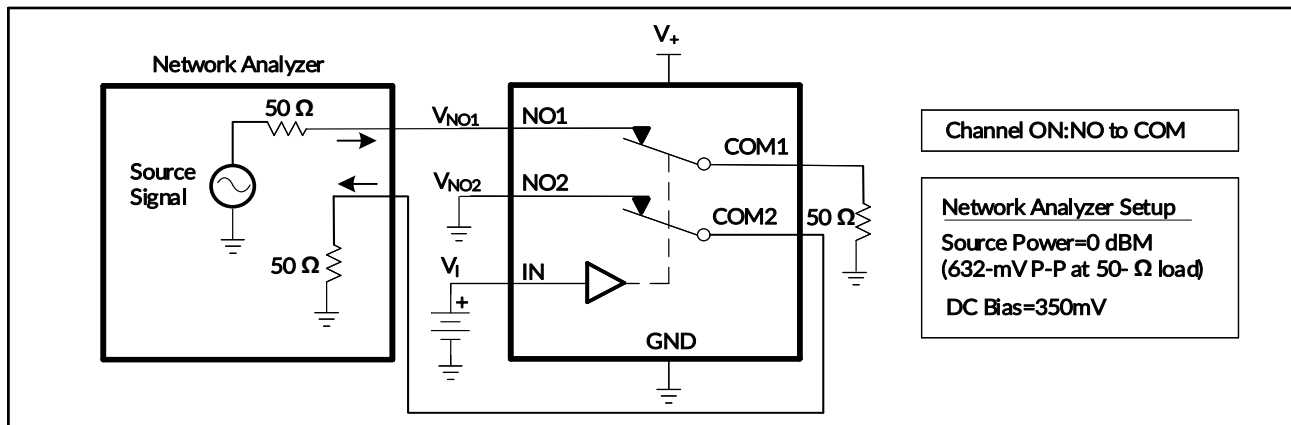 V+
Network Analyzer
50 Ω
VNO1
NO1
Channel ON:NO to COM
COM1
Source
Signal
VNO2
NO2
COM2
50 Ω
Network Analyzer Setup
Source Power=0 dBM
(632-mV P-P at 50- Ω load)
DC Bias=350mV
50 Ω
VI
IN
+
GND